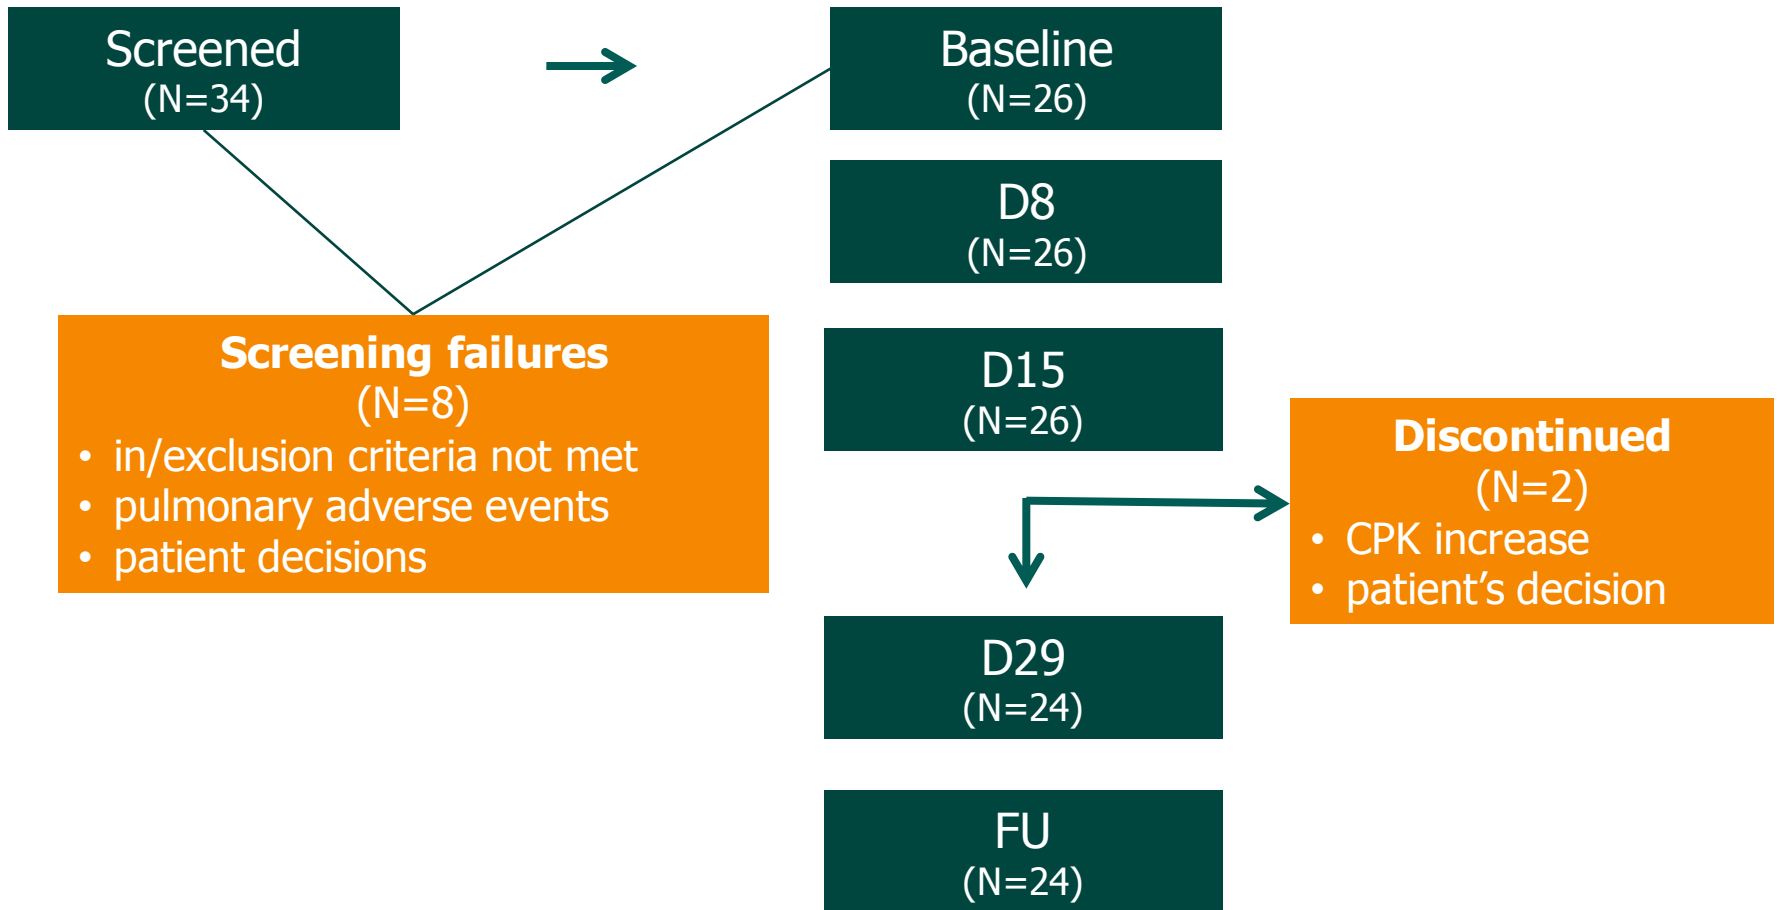 Screened
(N=34)
Baseline
(N=26)
D8
(N=26)
Screening failures
(N=8)
• in/exclusion criteria not met
• pulmonary adverse events
• patient decisions
D15
(N=26)
Discontinued
(N=2)
• CPK increase
• patient’s decision
D29
(N=24)
FU
(N=24)